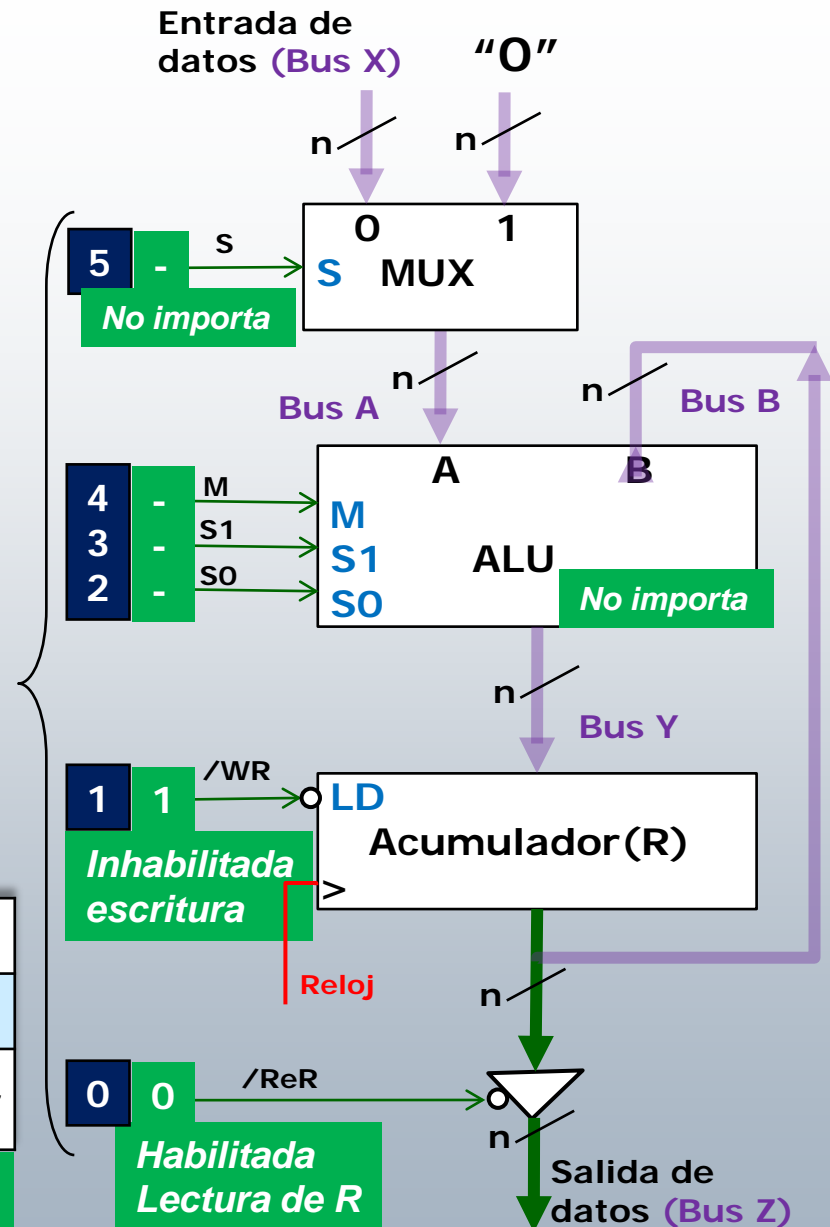 Entrada de
datos (Bus X)
“0”
n
n
0 1
S MUX
5 - S
No importa
n
Bus A
n
Bus B
A B
4 - M
3 - S1
2 - S0
M
S1 ALU
S0
No importa
n
Bus Y
1 1 /WR
LD
Acumulador(R)
>
Inhabilitada
escritura
Reloj
n
0 0 /ReR
n
Habilitada
Lectura de R
Salida de
datos (Bus Z)